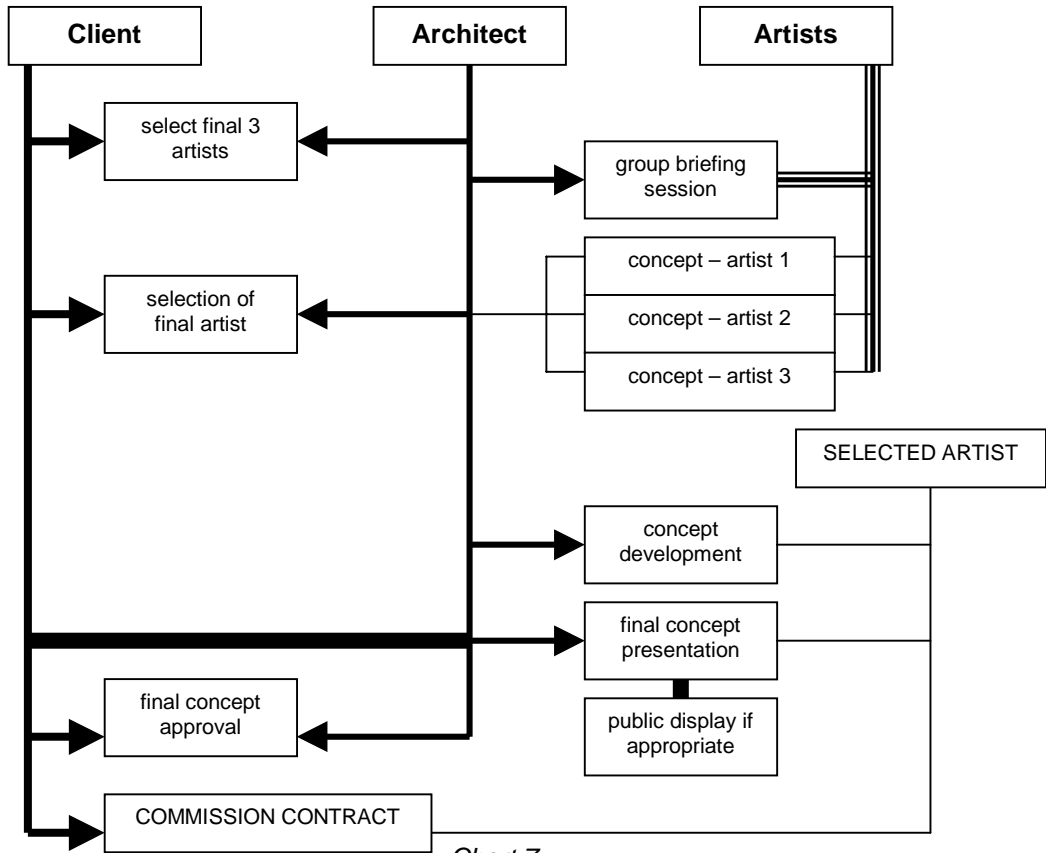 Client
Architect
Artists
select final 3
artists
group briefing
session
concept – artist 1
selection of
final artist
concept – artist 2
concept – artist 3
SELECTED ARTIST
concept
development
final concept
presentation
final concept
approval
public display if
appropriate
COMMISSION CONTRACT
Chart 7